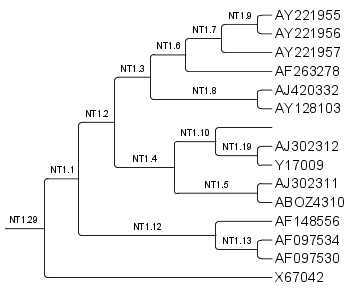 NT1.9 AY221955
NT1.7 AY221956
NT1.6 AY221957
AF263278
NT1.3 NT1.8 AJ420332
AY128103
NT1.2
NT1.10
NT1.19 AJ302312
NT1.4 Y17009
NT1.1 AJ302311
NT1.5
ABOZ4310
NT1.29 AF148556
NT1.12
NT1.13 AF097534
AF097530
X67042